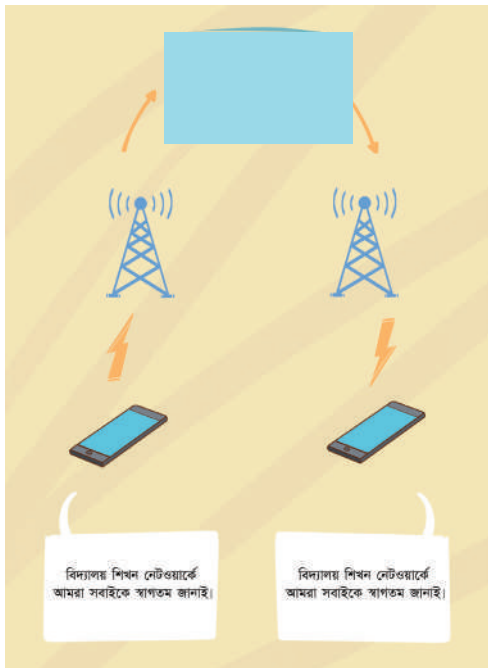 বিদ্যালয় শিখন নেটওয়ার্কে
আমরা সবাইকে স্বাগতম জানাই।
বিদ্যালয় শিখন নেটওয়ার্কে
আমরা সবাইকে স্বাগতম জানাই।